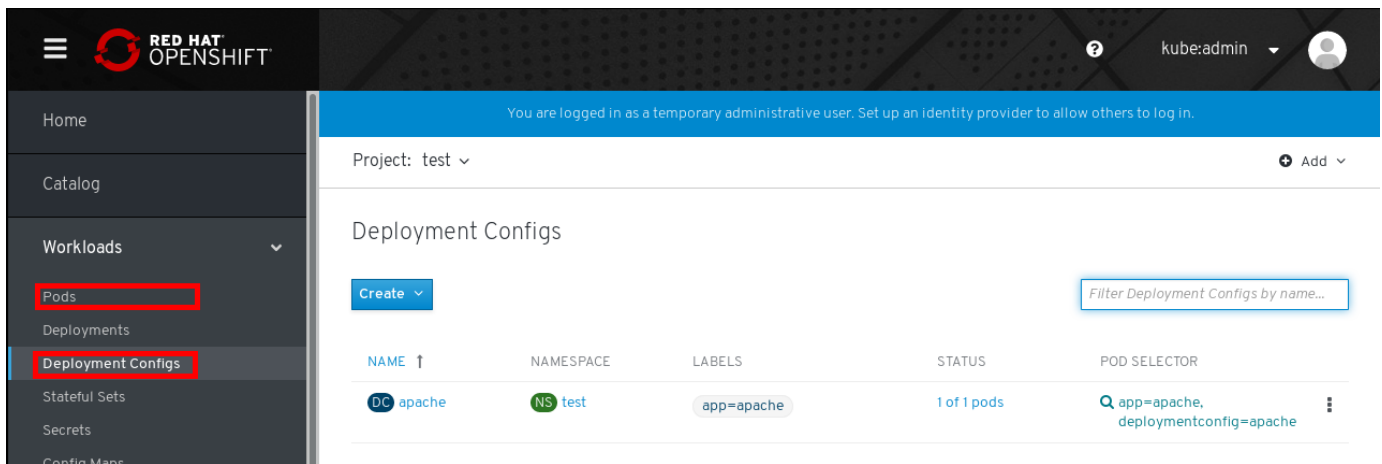 RED HAT
OPENSHIFT
kube:admin
Home
You are logged in as a temporary administrative user. Set up an identity provider to allow others to log in.
Project: test
Add
Catalog
Workloads
Deployment Configs
Create
Filter Deployment Configs by name...
Pods
Deployments
Deployment Configs
Stateful Sets
Secrets
Config Maps
NAME NAMESPACE LABELS STATUS POD SELECTOR
DC apache NS test app=apache 1 of 1 pods app=apache,
deploymentconfig=apache